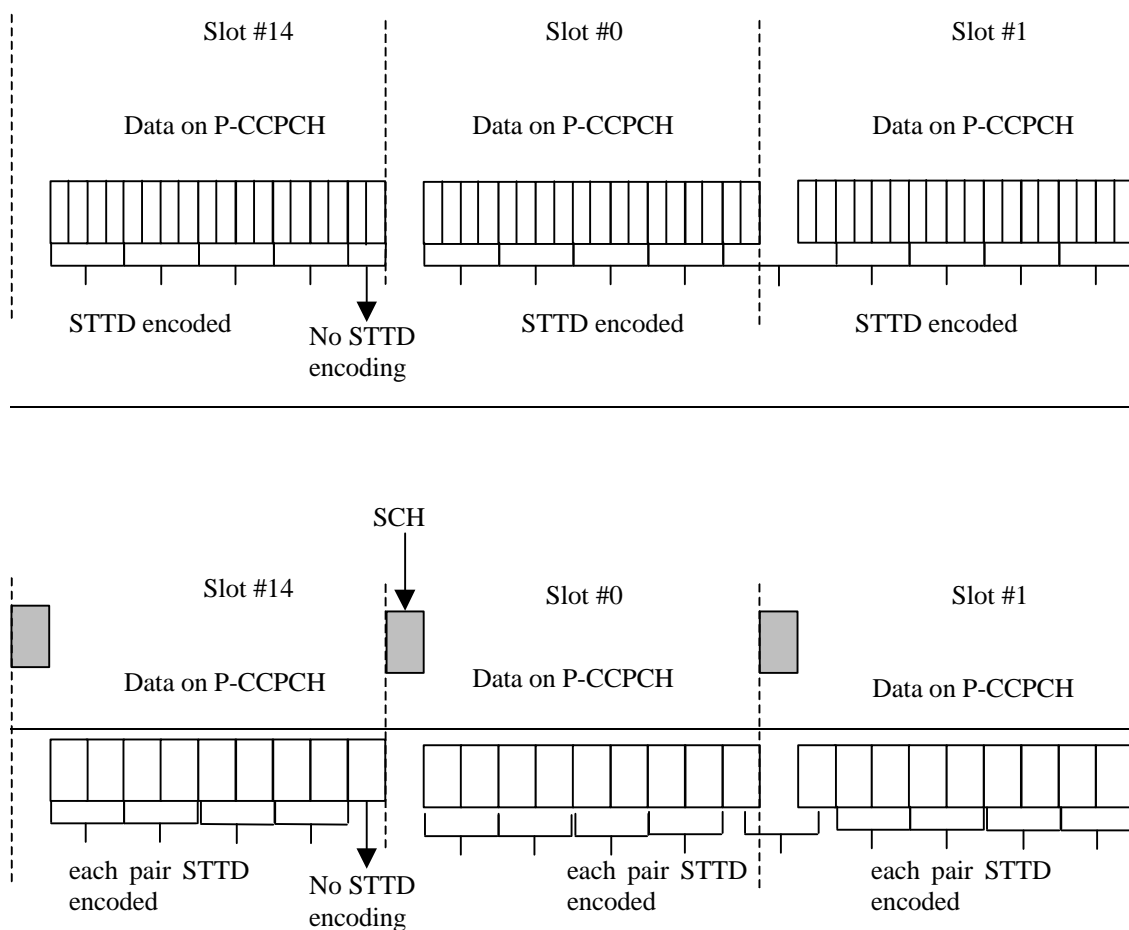 Slot #14
Slot #0
Slot #1
Data on P-CCPCH
Data on P-CCPCH
Data on P-CCPCH
STTD encoded
No STTD
encoding
STTD encoded
STTD encoded
SCH
Slot #14
Slot #0
Slot #1
Data on P-CCPCH
Data on P-CCPCH
Data on P-CCPCH
each pair STTD
encoded
No STTD
encoding
each pair STTD
encoded
each pair STTD
encoded